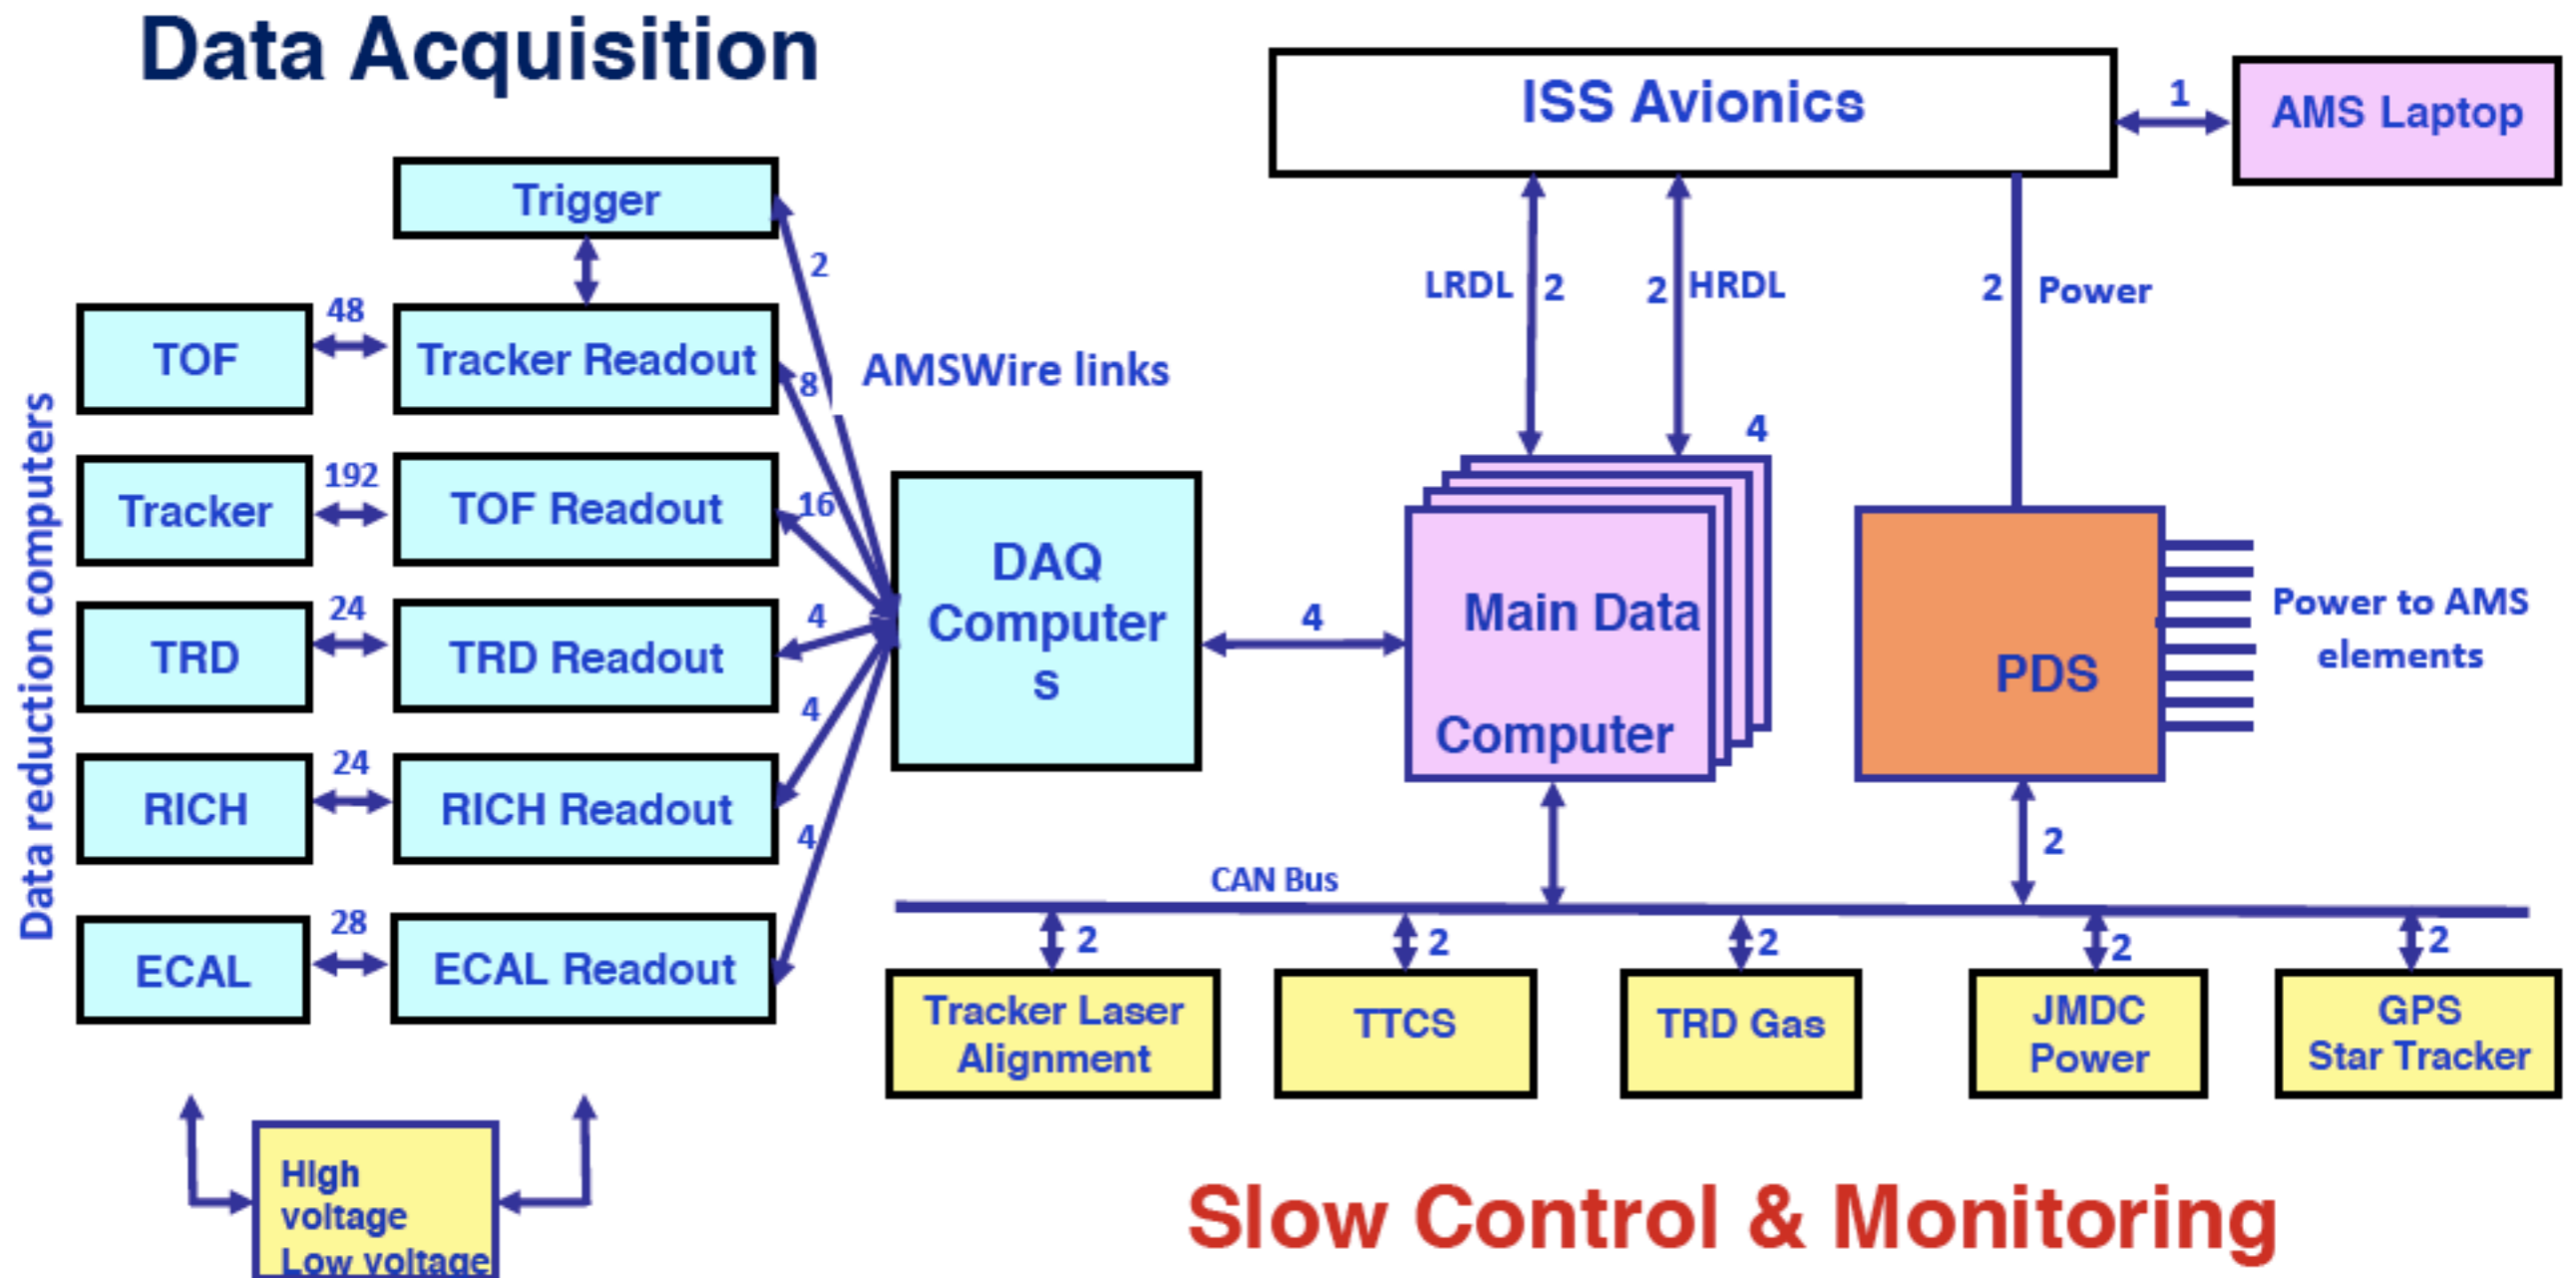 Data Acquisition
ISS Avionics
1
AMS Laptop
Trigger
2
48
TOF
Tracker Readout
8
AMSWire links
LRDL
2
2
HRDL
2
Power
4
Data reduction computers
192
Tracker
TOF Readout
16
DAQ
Computer
s
4
Main Data
Computer
PDS
Power to AMS
elements
24
TRD
TRD Readout
4
24
RICH
RICH Readout
4
28
ECAL
ECAL Readout
4
CAN Bus
2
2
2
2
2
2
Tracker Laser
Alignment
TTCS
TRD Gas
JMDC
Power
GPS
Star Tracker
HIgh
voltage
Low voltage
Slow Control & Monitoring